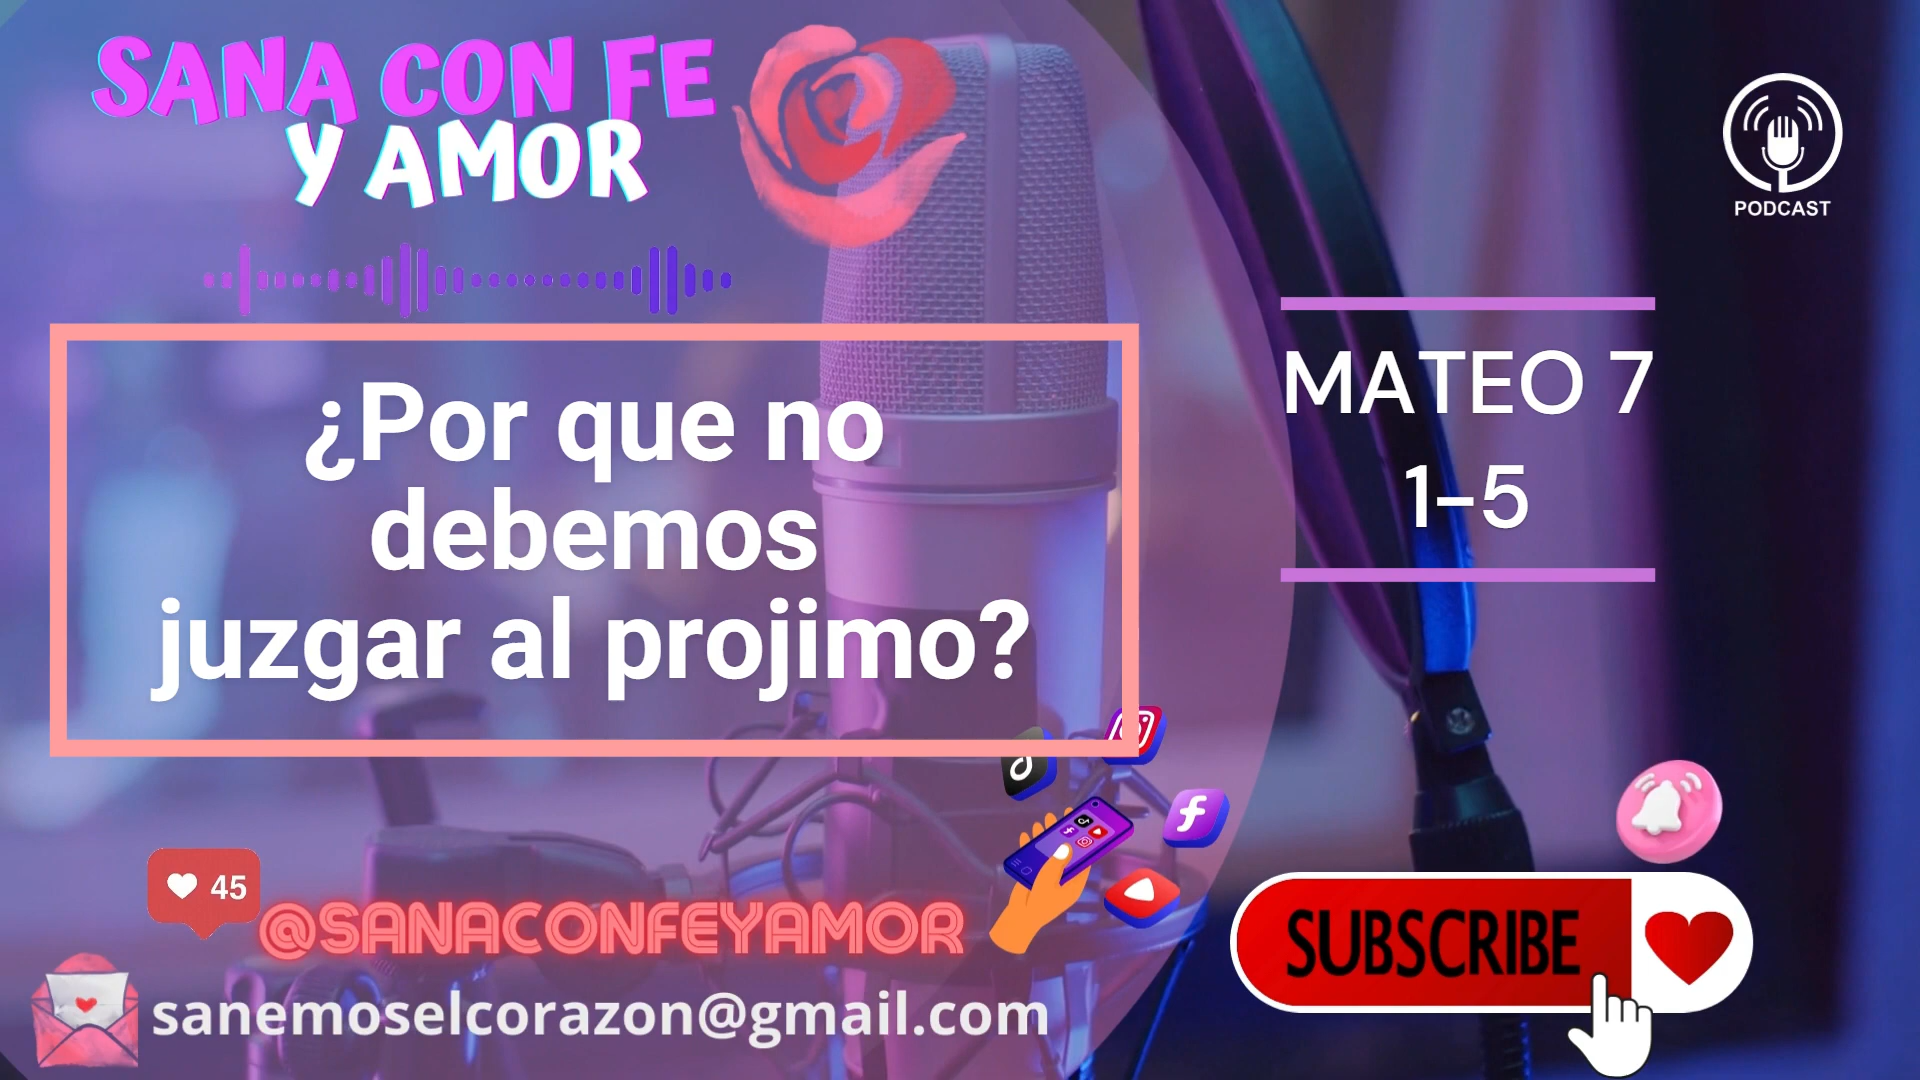 SANA CON FE
Y AMOR
PODCAST
¿Por que no
debemos
juzgar al projimo?
MATEO 7
1-5
45
@SANACONFEYAMOR
sanemoselcorazon@gmail.com
SUBSCRIBE